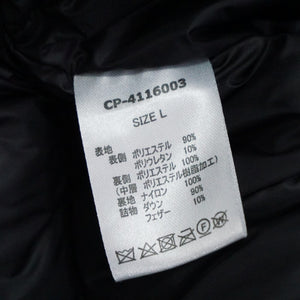 CP-4116003
SIZE L
表地
表側 ポリエステル 90%
ポリウレタン 10%
裏側 ポリエステル 100%
(中層 ポリエステル樹脂加工)
裏地 ナイロン 100%
詰物 ダウン 90%
フェザー 10%